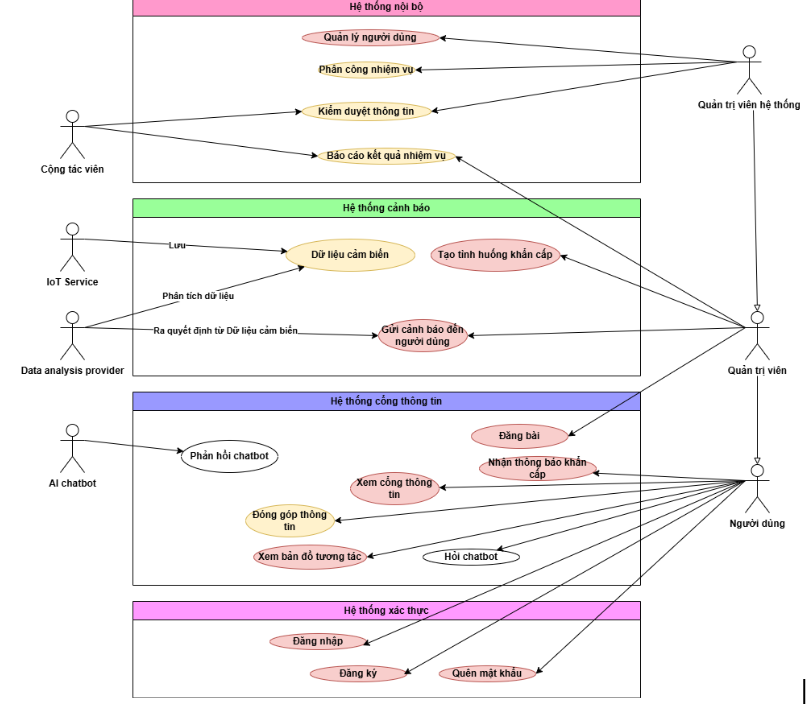 Hệ thống nội bộ
Quản lý người dùng
Phân công nhiệm vụ
Quản trị viên hệ thống
Kiểm duyệt thông tin
Báo cáo kết quả nhiệm vụ
Cộng tác viên
Hệ thống cảnh báo
Lưu
Dữ liệu cảm biến
Tạo tình huống khẩn cấp
IoT Service
Phân tích dữ liệu
Ra quyết định từ Dữ liệu cảm biến
Gửi cảnh báo đến
người dùng
Data analysis provider
Quản trị viên
Hệ thống cổng thông tin
Đăng bài
Phản hồi chatbot
Nhận thông báo khẩn
cấp
AI chatbot
Xem cổng thông
tin
Đóng góp thông
tin
Người dùng
Xem bản đồ tương tác
Hỏi chatbot
Hệ thống xác thực
Đăng nhập
Đăng ký
Quên mật khẩu